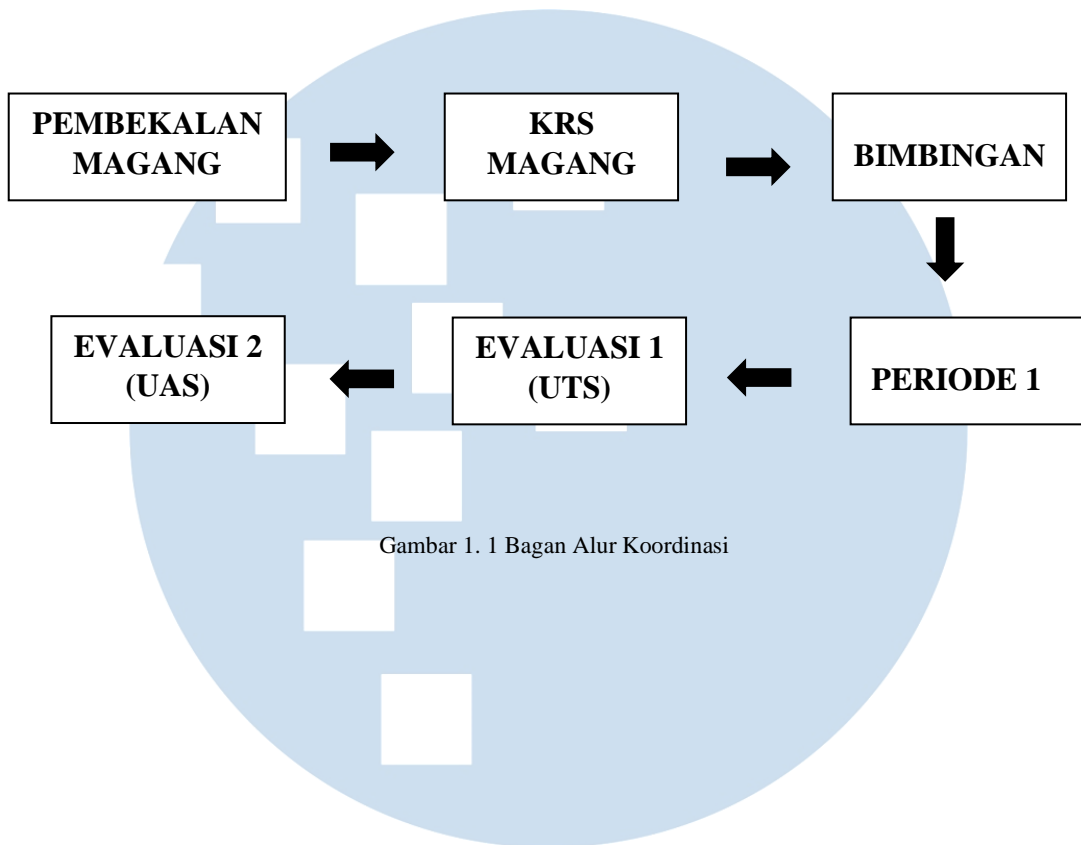 PEMBEKALAN
MAGANG
KRS
MAGANG
BIMBINGAN
PERIODE 1
EVALUASI 1
(UTS)
EVALUASI 2
(UAS)
Gambar 1. 1 Bagan Alur Koordinasi